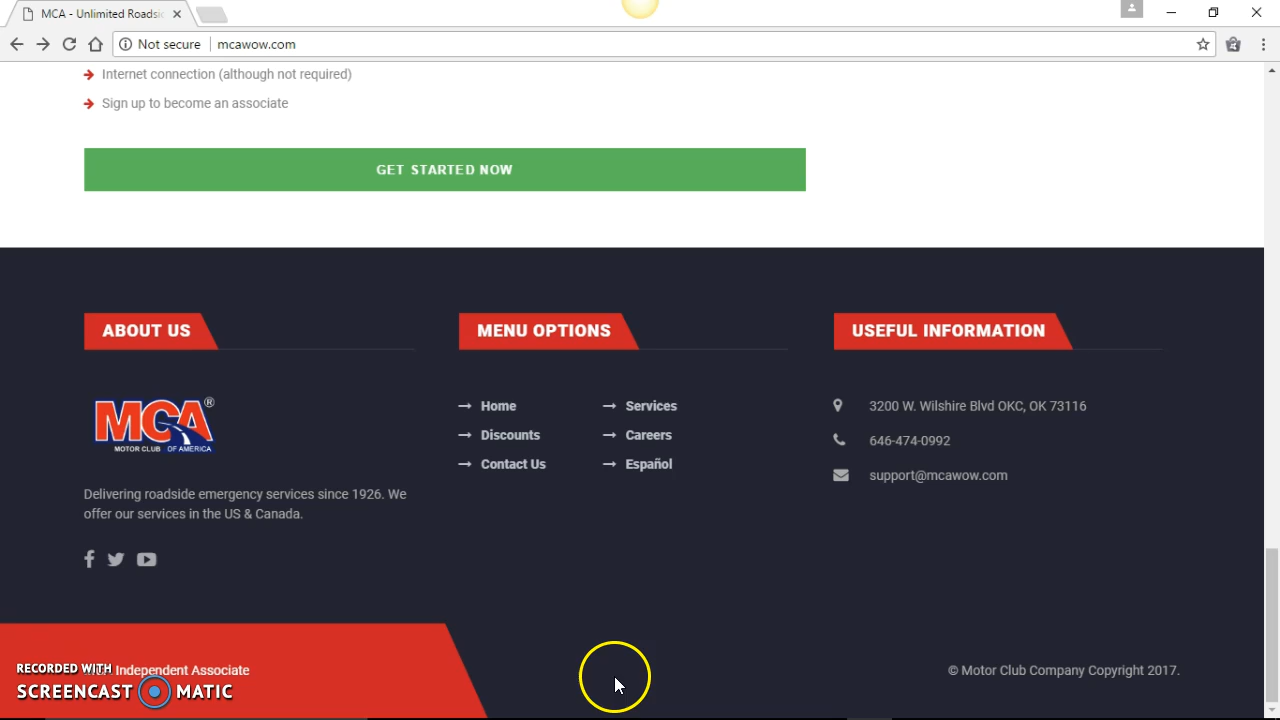 MCA - Unlimited Roadsi
Not secure | mcawow.com
Internet connection (although not required)
Sign up to become an associate
GET STARTED NOW
ABOUT US
MCA®
MOTOR CLUB OF AMERICA
Delivering roadside emergency services since 1926. We
offer our services in the US & Canada.
MENU OPTIONS
Home
Services
Discounts
Careers
Contact Us
Español
USEFUL INFORMATION
3200 W. Wilshire Blvd OKC, OK 73116
646-474-0992
support@mcawow.com
Independent Associate
RECORDED WITH
SCREENCAST MATIC
© Motor Club Company Copyright 2017.